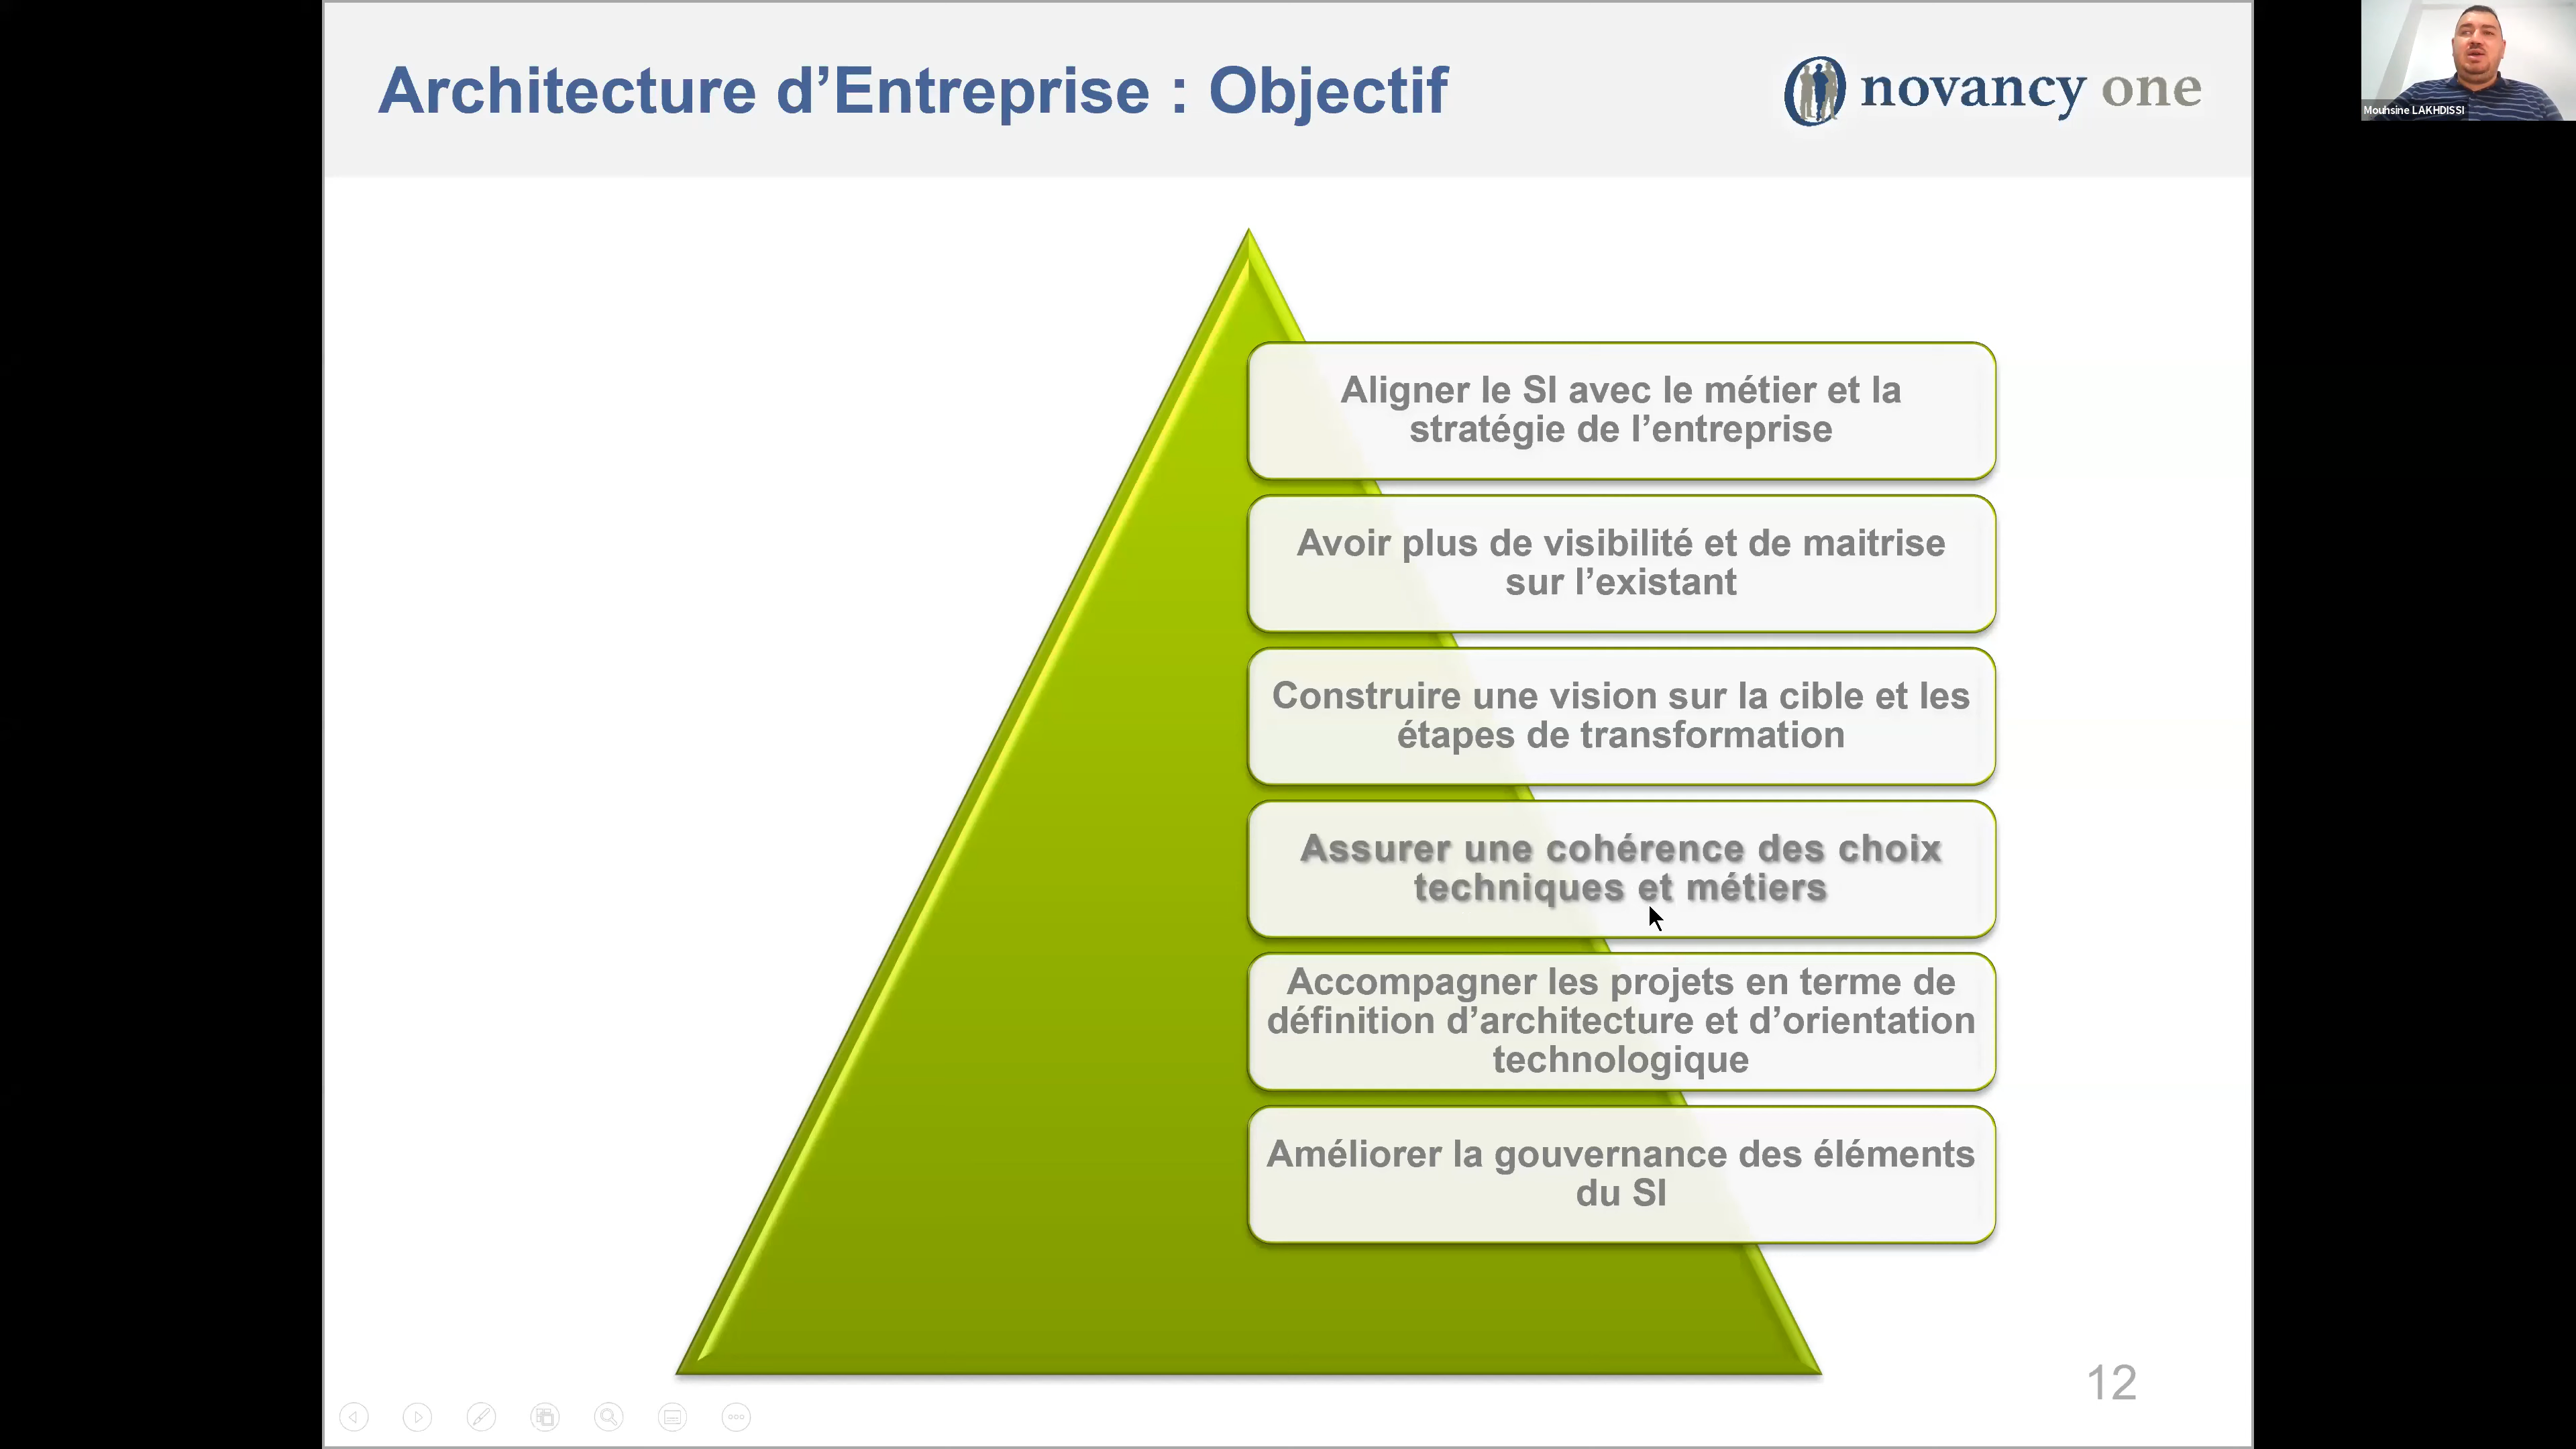 Architecture d’Entreprise : Objectif
novancy one
Mouhsine LAKHDISSI
Aligner le SI avec le métier et la
stratégie de l’entreprise
Avoir plus de visibilité et de maitrise
sur l’existant
Construire une vision sur la cible et les
étapes de transformation
Assurer une cohérence des choix
techniques et métiers
Accompagner les projets en terme de
définition d’architecture et d’orientation
technologique
Améliorer la gouvernance des éléments
du SI
12